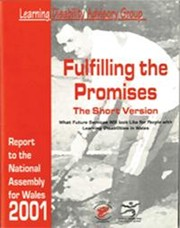 Learning Disability Advisory Group
Fulfilling the
Promises
The Short Version
What Future Services Will look Like for People with
Learning Disabilities in Wales
Report
to the
National
Assembly
for Wales
2001